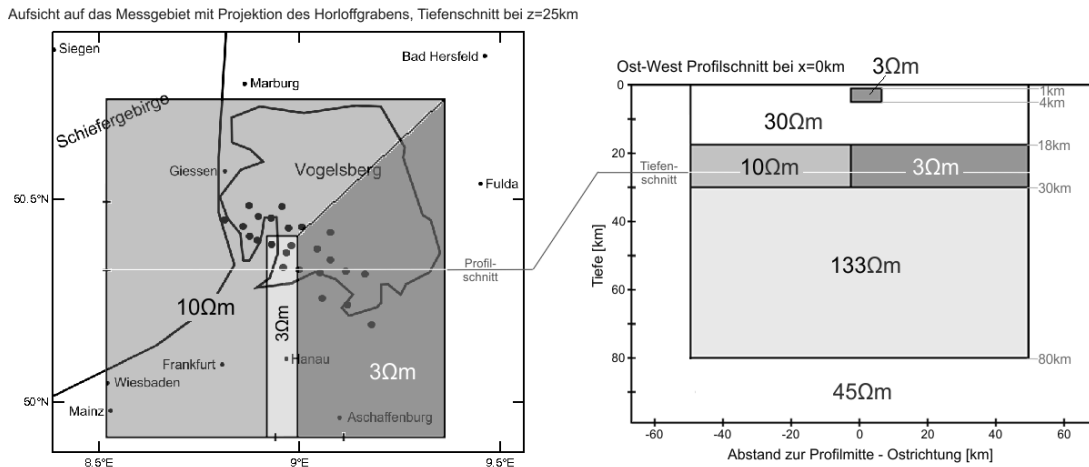 Aufsicht auf das Messgebiet mit Projektion des Horloffgrabens, Tiefenschnitt bei z=25km
Siegen
Bad Hersfeld
Marburg
Schiefergebirge
Giessen
Vogelsberg
Fulda
50.5°N
Profil-
schnitt
10Ωm
3Ωm
Frankfurt
Hanau
3Ωm
Wiesbaden
50°N
Mainz
Aschaffenburg
8.5°E
9°E
9.5°E
Ost-West Profilschnitt bei x=0km
3Ωm
0
1km
4km
30Ωm
20
18km
Tiefen-
schnitt
10Ωm
3Ωm
30km
40
Tiefe [km]
133Ωm
60
80
80km
45Ωm
-60
-40
-20
0
20
40
60
Abstand zur Profilmitte - Ostrichtung [km]